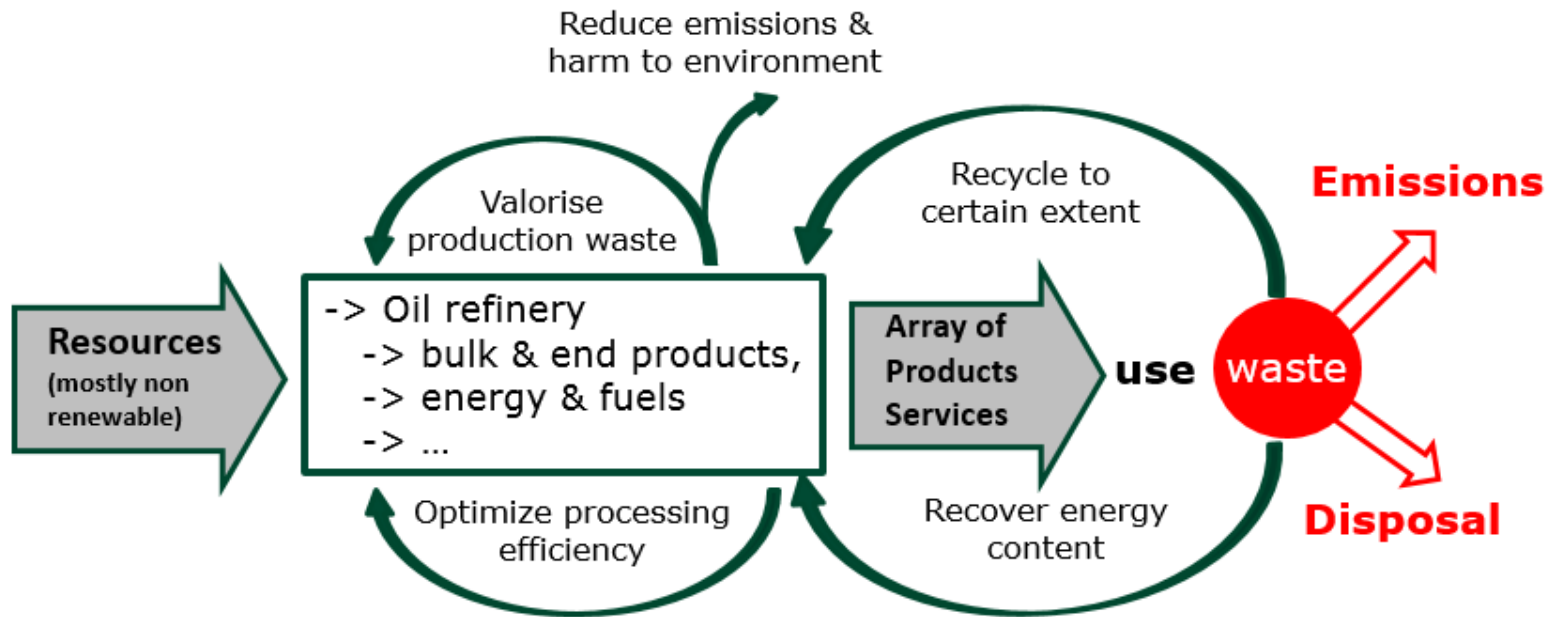 Reduce emissions &
harm to environment
Valorise
production waste
Recycle to
certain extent
Emissions
Resources
(mostly non
renewable)
-> Oil refinery
-> bulk & end products,
-> energy & fuels
-> ...
Array of
Products
Services
use
waste
Optimize processing
efficiency
Recover energy
content
Disposal